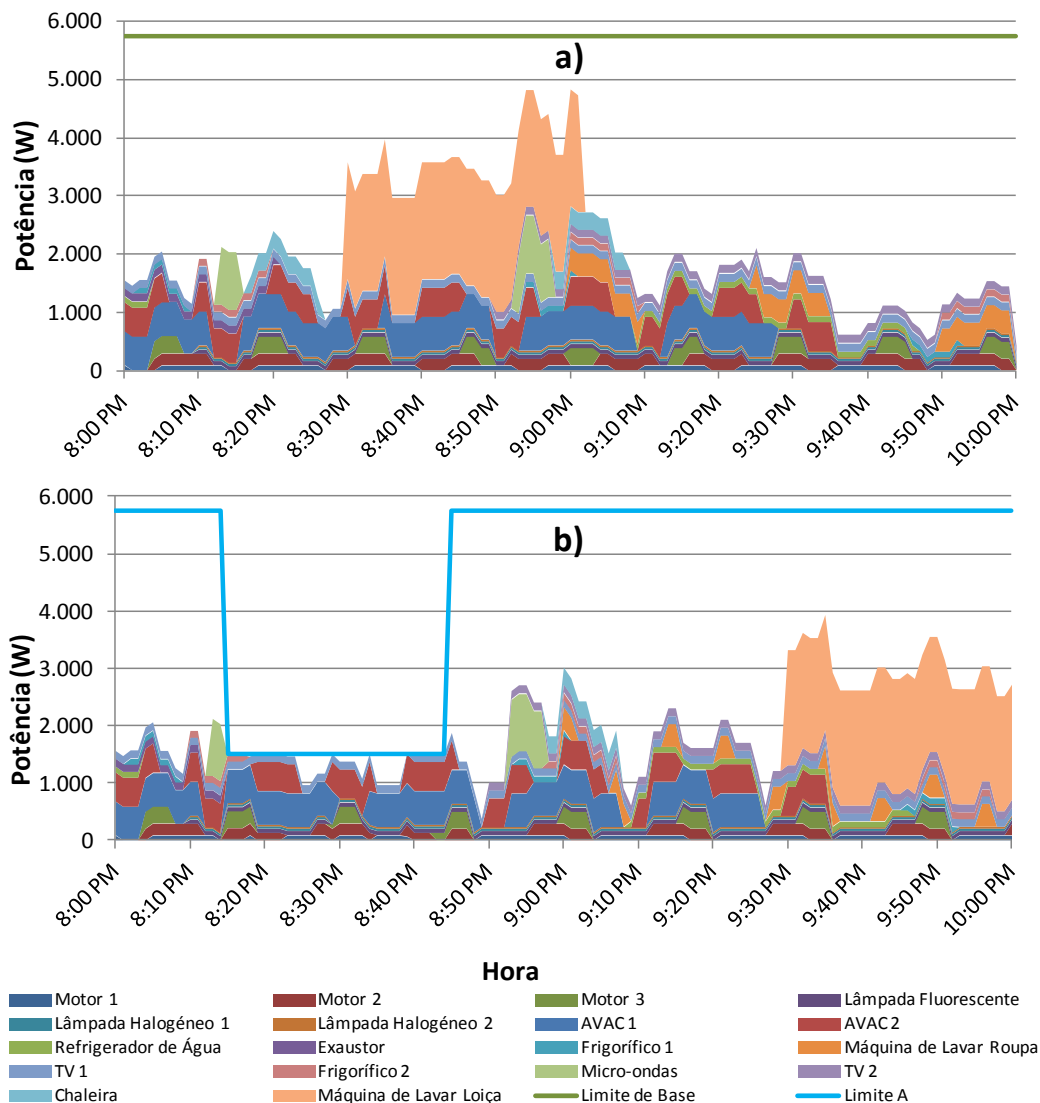 6.000
5.000
4.000
3.000
2.000
1.000
0
Potência (W)
a)
8:00 PM
8:10 PM
8:20 PM
8:30 PM
8:40 PM
8:50 PM
9:00 PM
9:10 PM
9:20 PM
9:30 PM
9:40 PM
9:50 PM
10:00 PM
6.000
5.000
4.000
3.000
2.000
1.000
0
Potência (W)
b)
8:00 PM
8:10 PM
8:20 PM
8:30 PM
8:40 PM
8:50 PM
9:00 PM
9:10 PM
9:20 PM
9:30 PM
9:40 PM
9:50 PM
10:00 PM
Hora
Motor 1 Motor 2 Motor 3 Lâmpada Fluorescente
Lâmpada Halogéneo 1 Lâmpada Halogéneo 2 AVAC 1 AVAC 2
Refrigerador de Água Exaustor Frigorífico 1 Máquina de Lavar Roupa
TV 1 Frigorífico 2 Micro-ondas TV 2
Chaleira Máquina de Lavar Loiça Limite de Base Limite A